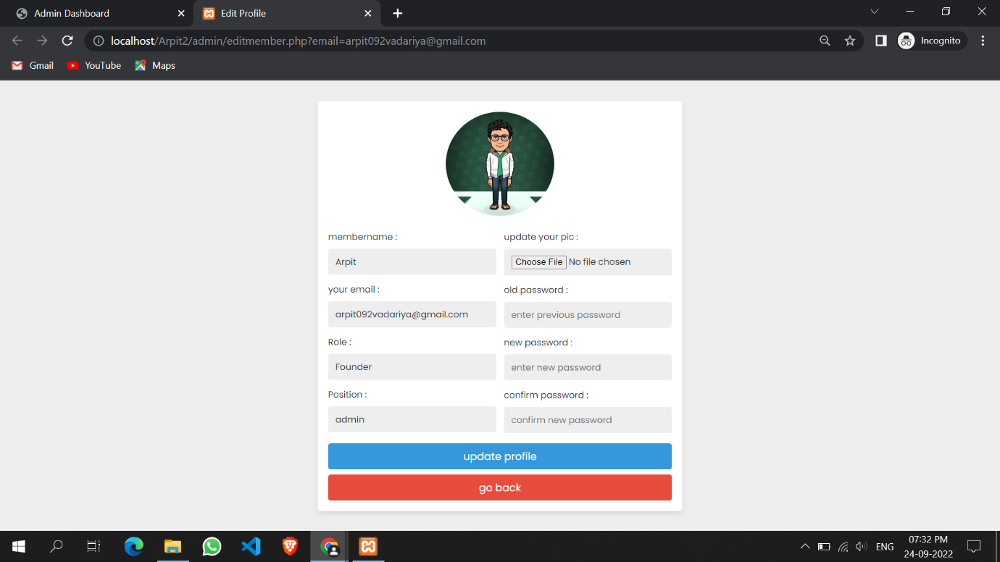 Admin Dashboard
Edit Profile
localhost/Arpit2/admin/editmember.php?email=arpit092vadariya@gmail.com
Incognito
Gmail
YouTube
Maps
membername :
Arpit
your email :
arpit092vadariya@gmail.com
Role :
Founder
Position :
admin
update your pic :
Choose File No file chosen
old password :
enter previous password
new password :
enter new password
confirm password :
confirm new password
update profile
go back
ENG
07:32 PM
24-09-2022